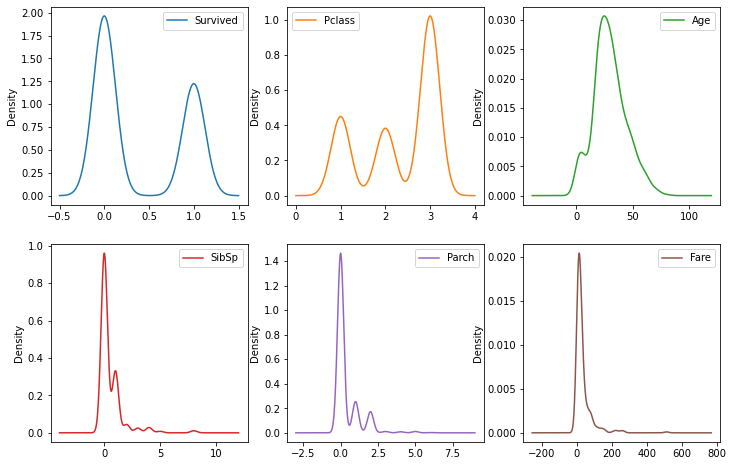 Survived
Density
2.00
1.75
1.50
1.25
1.00
0.75
0.50
0.25
0.00
−0.5 0.0 0.5 1.0 1.5
Pclass
Density
1.0
0.8
0.6
0.4
0.2
0.0
0 1 2 3 4
Age
Density
0.030
0.025
0.020
0.015
0.010
0.005
0.000
0 50 100
SibSp
Density
1.0
0.8
0.6
0.4
0.2
0.0
0 5 10
Parch
Density
1.4
1.2
1.0
0.8
0.6
0.4
0.2
0.0
−2.5 0.0 2.5 5.0 7.5
Fare
Density
0.020
0.015
0.010
0.005
0.000
−200 0 200 400 600 800